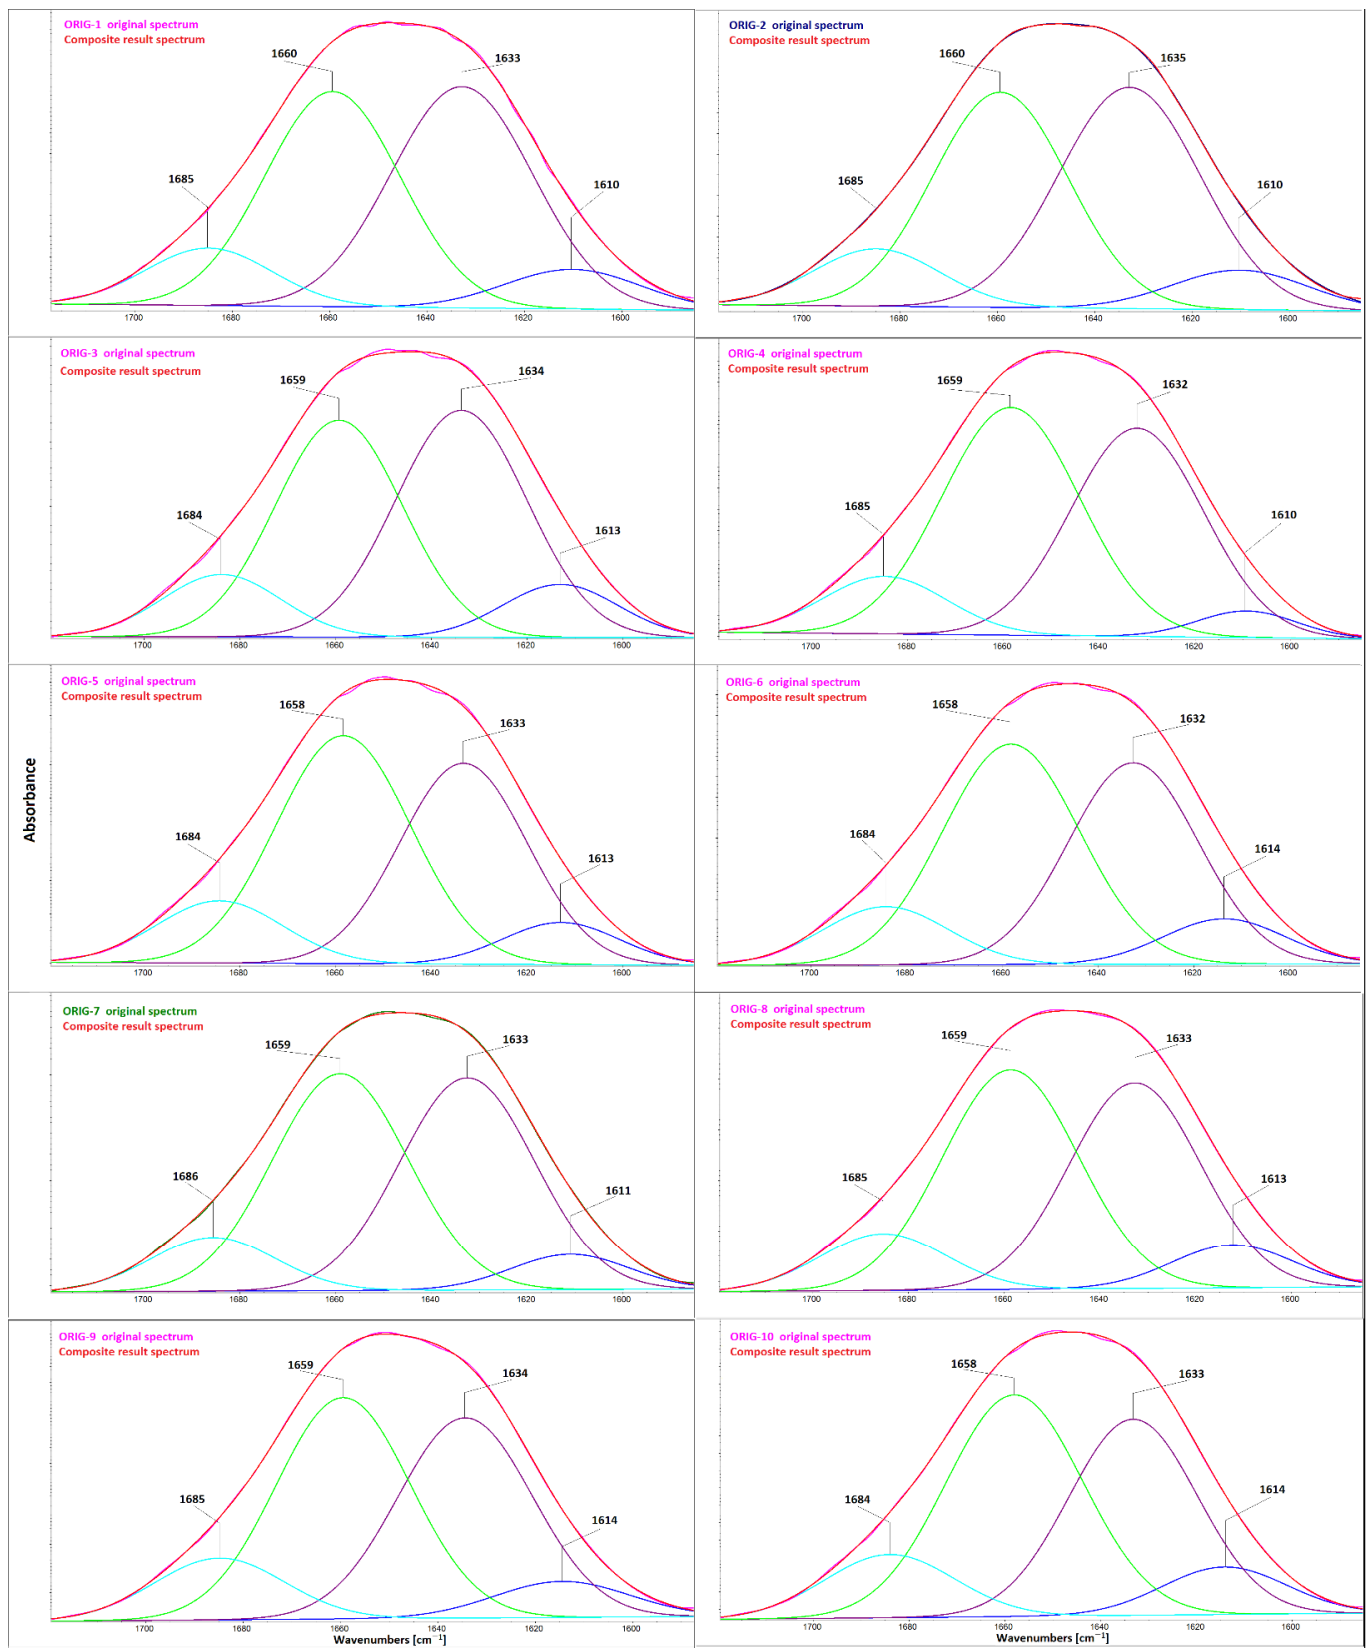 ORIG-1 original spectrum
Composite result spectrum
1660
1633
1685
1610
1700 1680 1660 1640 1620 1600
ORIG-2 original spectrum
Composite result spectrum
1660
1635
1685
1610
1700 1680 1660 1640 1620 1600
ORIG-3 original spectrum
Composite result spectrum
1659
1634
1684
1613
1700 1680 1660 1640 1620 1600
ORIG-4 original spectrum
Composite result spectrum
1659
1632
1685
1610
1700 1680 1660 1640 1620 1600
Absorbance
ORIG-5 original spectrum
Composite result spectrum
1658
1633
1684
1613
1700 1680 1660 1640 1620 1600
ORIG-6 original spectrum
Composite result spectrum
1658
1632
1684
1614
1700 1680 1660 1640 1620 1600
ORIG-7 original spectrum
Composite result spectrum
1659
1633
1686
1611
1700 1680 1660 1640 1620 1600
ORIG-8 original spectrum
Composite result spectrum
1659
1633
1685
1613
1700 1680 1660 1640 1620 1600
ORIG-9 original spectrum
Composite result spectrum
1659
1634
1685
1614
1700 1680 1660 1640 1620 1600
Wavenumbers [cm⁻¹]
ORIG-10 original spectrum
Composite result spectrum
1658
1633
1684
1614
1700 1680 1660 1640 1620 1600
Wavenumbers [cm⁻¹]